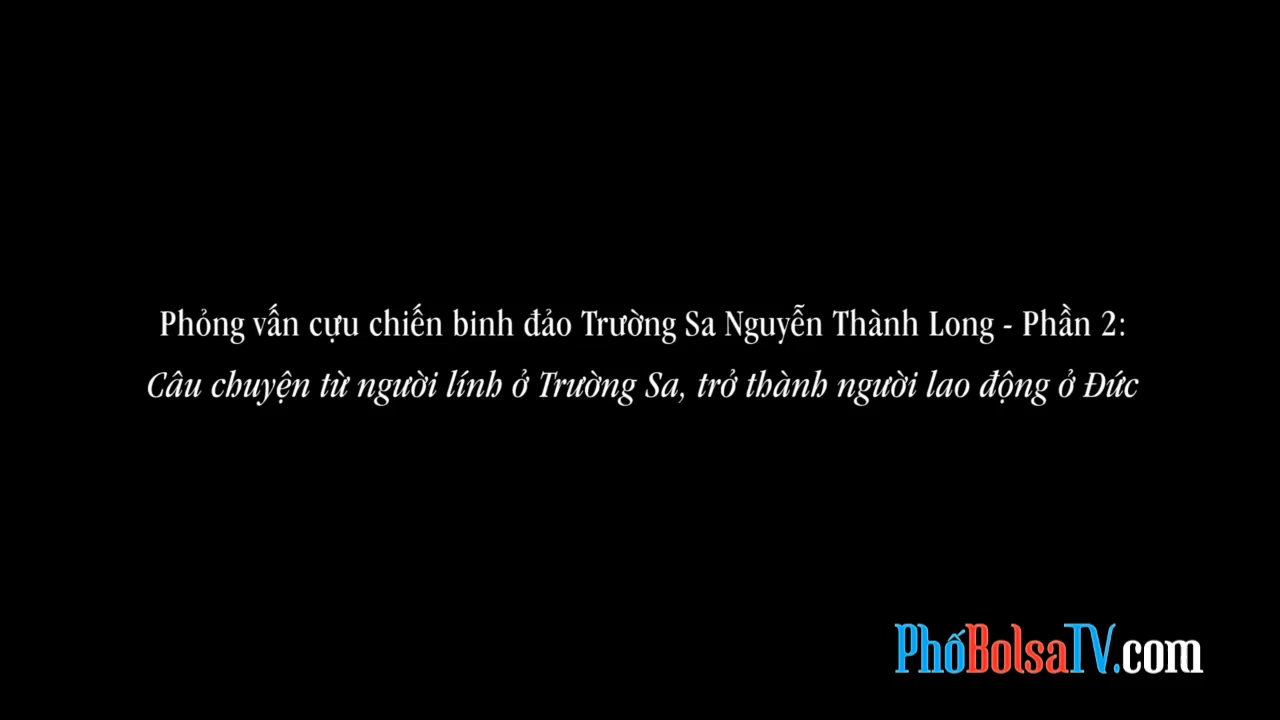 Phỏng vấn cựu chiến binh đảo Trường Sa Nguyễn Thành Long - Phần 2:
Câu chuyện từ người lính ở Trường Sa, trở thành người lao động ở Đức
PhốBolsaTV.com